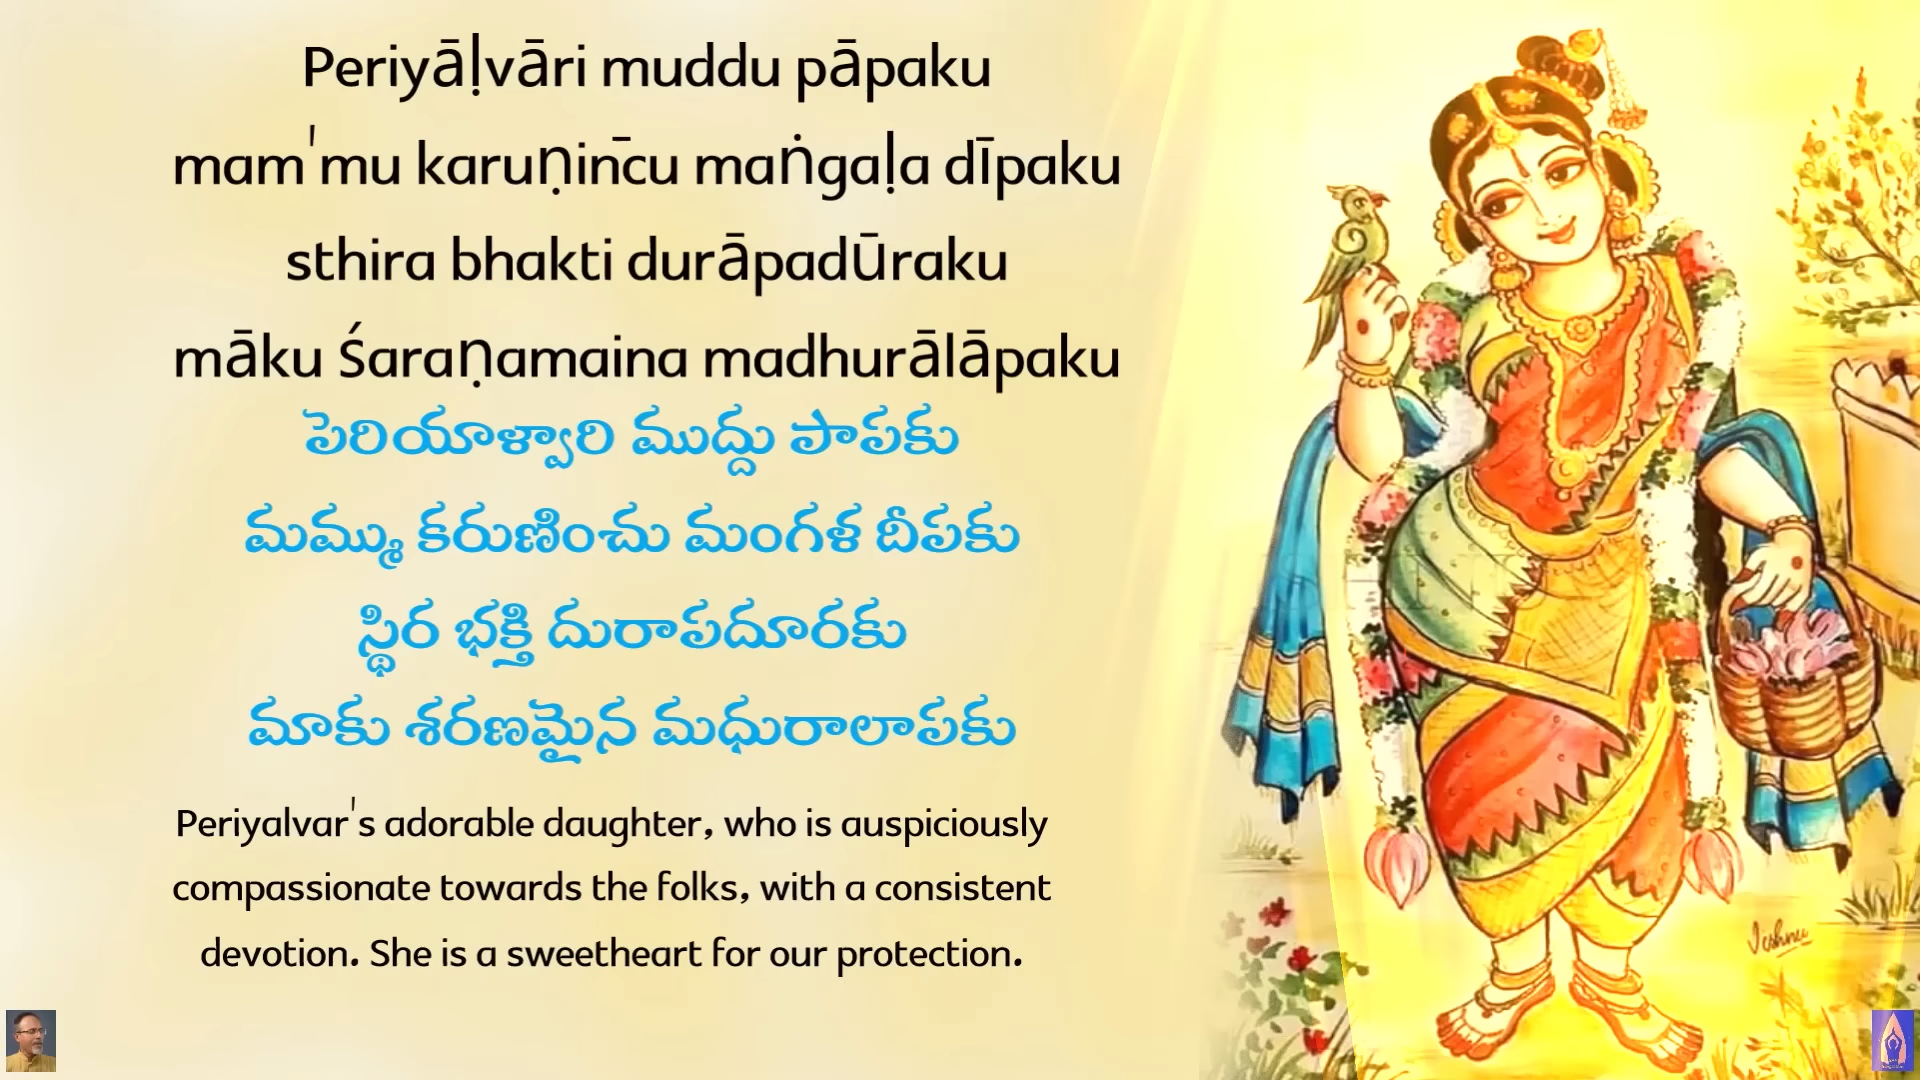 Periyāḷvāri muddu pāpaku
mam'mu karuṇin̄cu maṅgaḷa dīpaku
sthira bhakti durāpadūraku
māku śaraṇamaina madhurālāpaku
పెరియాళ్వారి ముద్దు పాపకు
మమ్ము కరుణించు మంగళ దీపకు
స్థిర భక్తి దురాపదూరకు
మాకు శరణమైన మధురాలాపకు
Periyalvar's adorable daughter, who is auspiciously
compassionate towards the folks, with a consistent
devotion. She is a sweetheart for our protection.